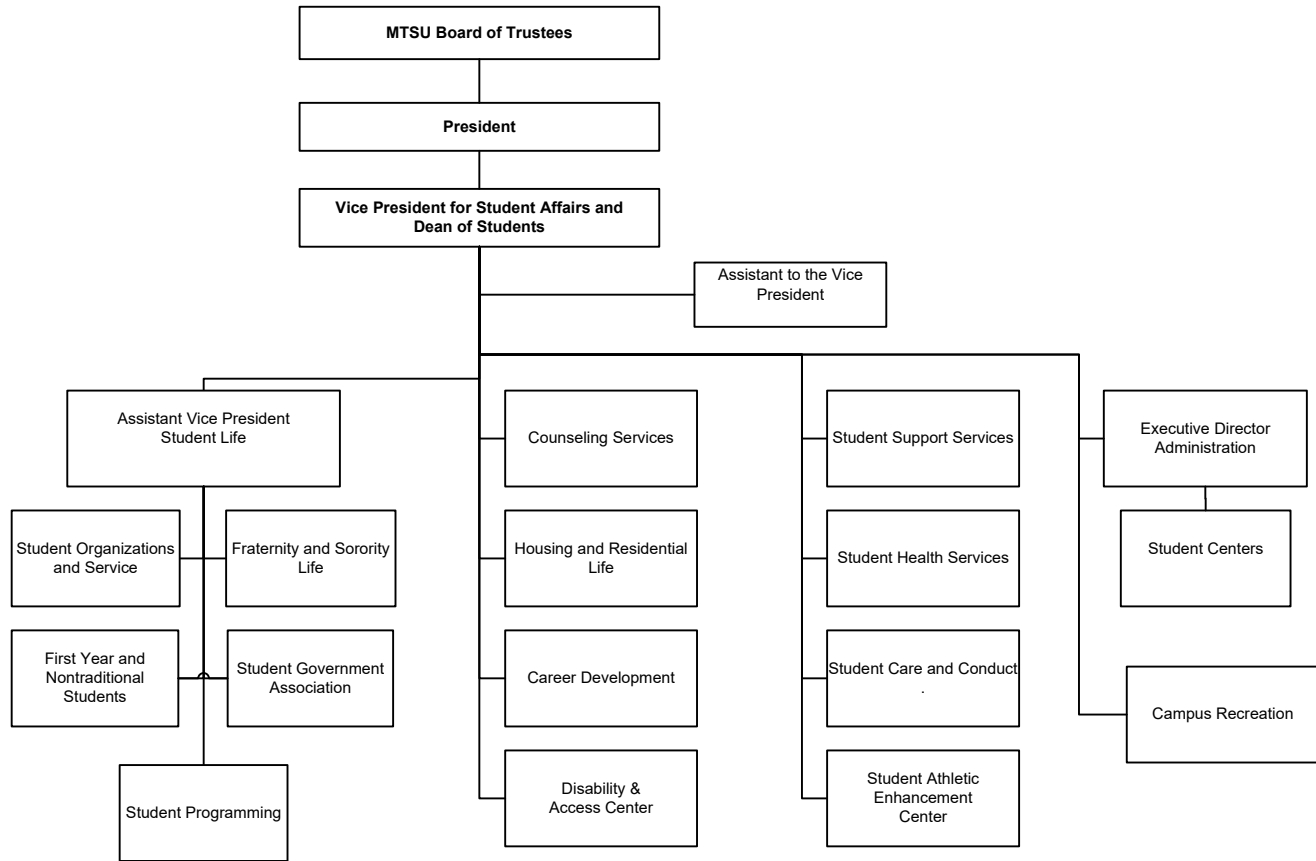 MTSU Board of Trustees
President
Vice President for Student Affairs and
Dean of Students
Assistant to the Vice
President
Assistant Vice President
Student Life
Counseling Services
Student Support Services
Executive Director
Administration
Student Organizations
and Service
Fraternity and Sorority
Life
Housing and Residential
Life
Student Health Services
Student Centers
First Year and
Nontraditional
Students
Student Government
Association
Career Development
Student Care and Conduct
.
Campus Recreation
Student Programming
Disability &
Access Center
Student Athletic
Enhancement
Center